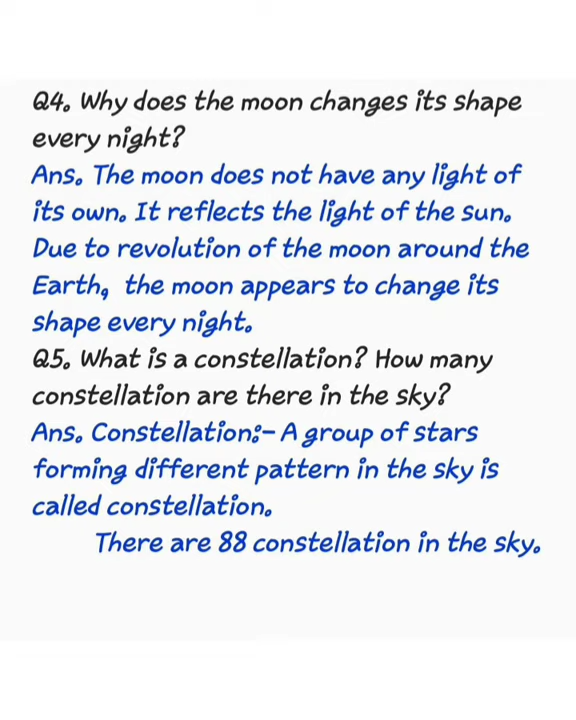 Q4. Why does the moon changes its shape
every night?
Ans. The moon does not have any light of
its own. It reflects the light of the sun.
Due to revolution of the moon around the
Earth, the moon appears to change its
shape every night.
Q5. What is a constellation? How many
constellation are there in the sky?
Ans. Constellation:- A group of stars
forming different pattern in the sky is
called constellation.
There are 88 constellation in the sky.